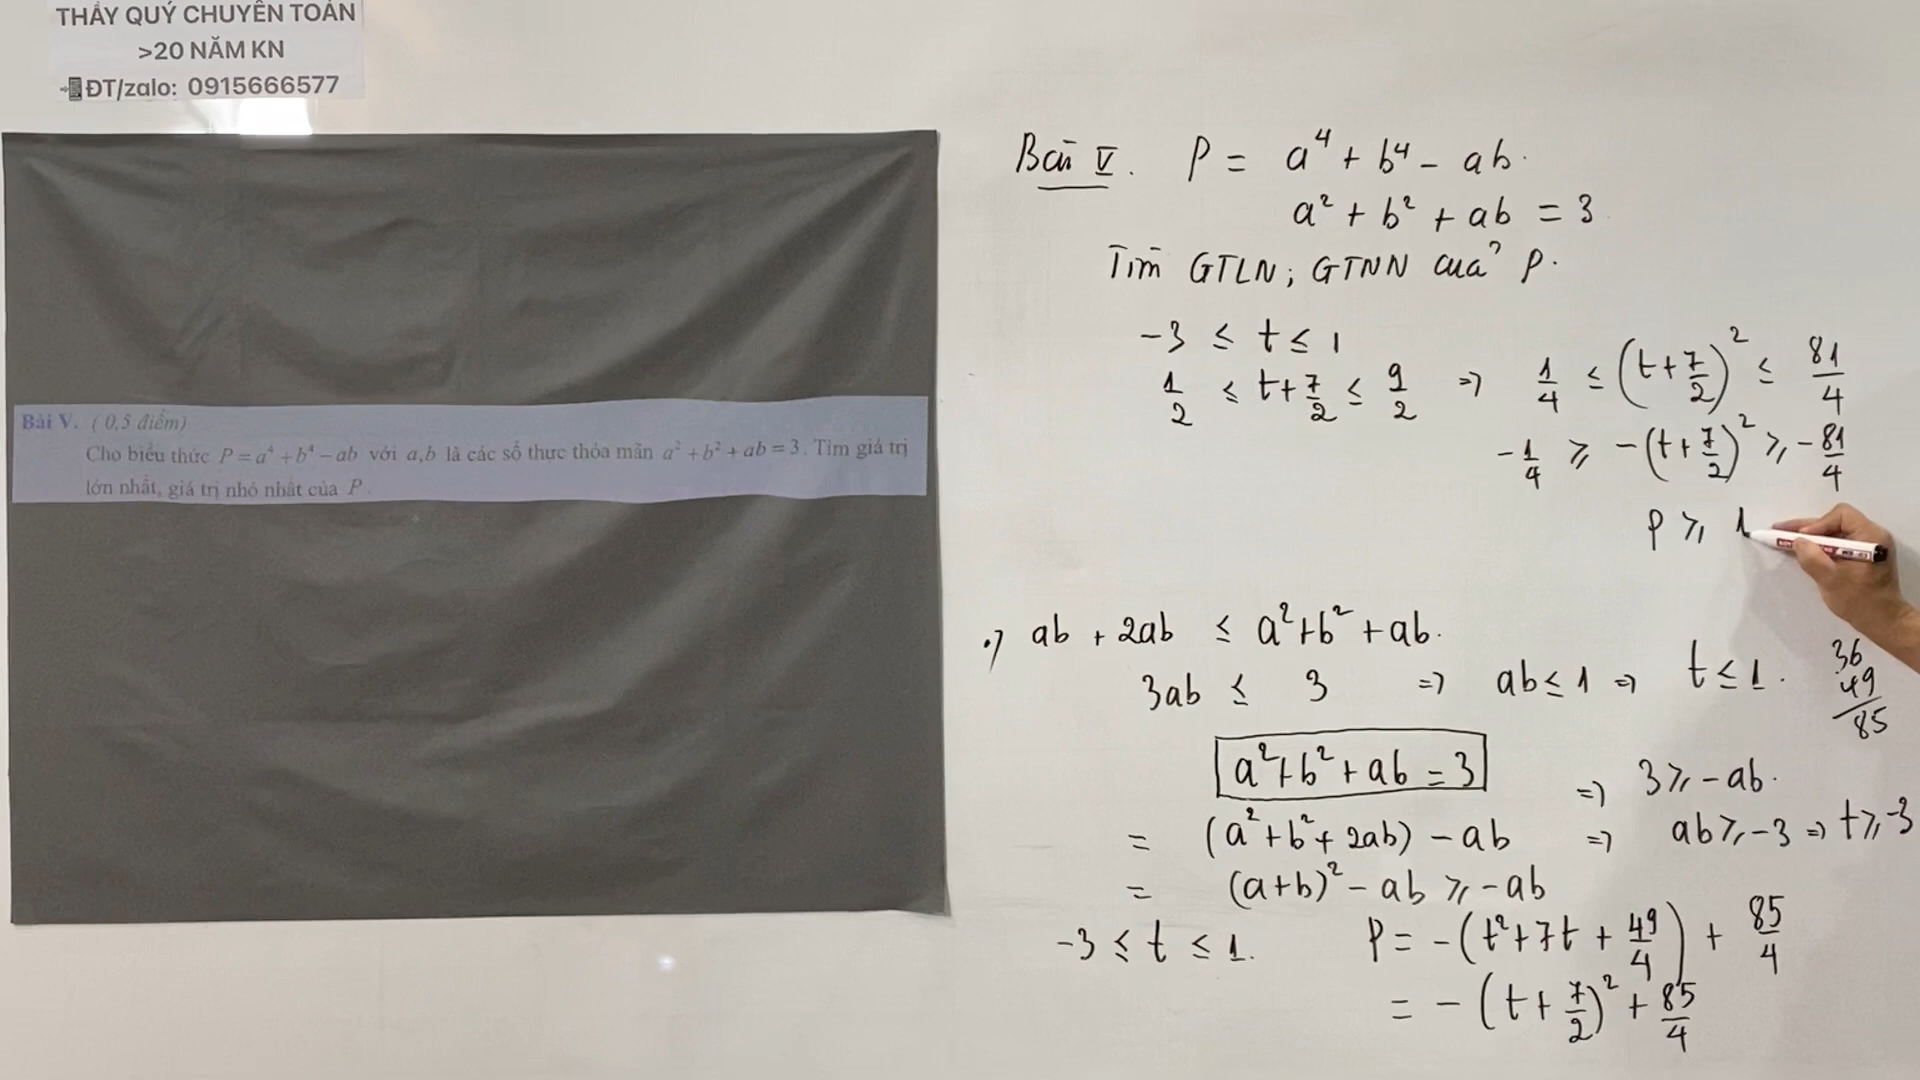 THẦY QUÝ CHUYÊN TOÁN
>20 NĂM KN
📲ĐT/zalo: 0915666577
Bài V. ( 0,5 điểm)
Cho biểu thức P = a⁴ + b⁴ − ab với a,b là các số thực thỏa mãn a² + b² + ab = 3. Tìm giá trị
lớn nhất, giá trị nhỏ nhất của P.
Bài V. P = a⁴ + b⁴ - ab.
a² + b² + ab = 3
Tìm GTLN; GTNN của P.
-3 ≤ t ≤ 1
1/2 ≤ t + 7/2 ≤ 9/2 ⇒ 1/4 ≤ (t + 7/2)² ≤ 81/4
-1/4 ≥ -(t + 7/2)² ≥ -81/4
P ≥ 1
•) ab + 2ab ≤ a² + b² + ab.
3ab ≤ 3 ⇒ ab ≤ 1 ⇒ t ≤ 1.
36
49
85
a² + b² + ab = 3 ⇒ 3 ≥ -ab.
= (a² + b² + 2ab) - ab ⇒ ab ≥ -3 ⇒ t ≥ -3
= (a+b)² - ab ≥ -ab
-3 ≤ t ≤ 1. P = -(t² + 7t + 49/4) + 85/4
= -(t + 7/2)² + 85/4